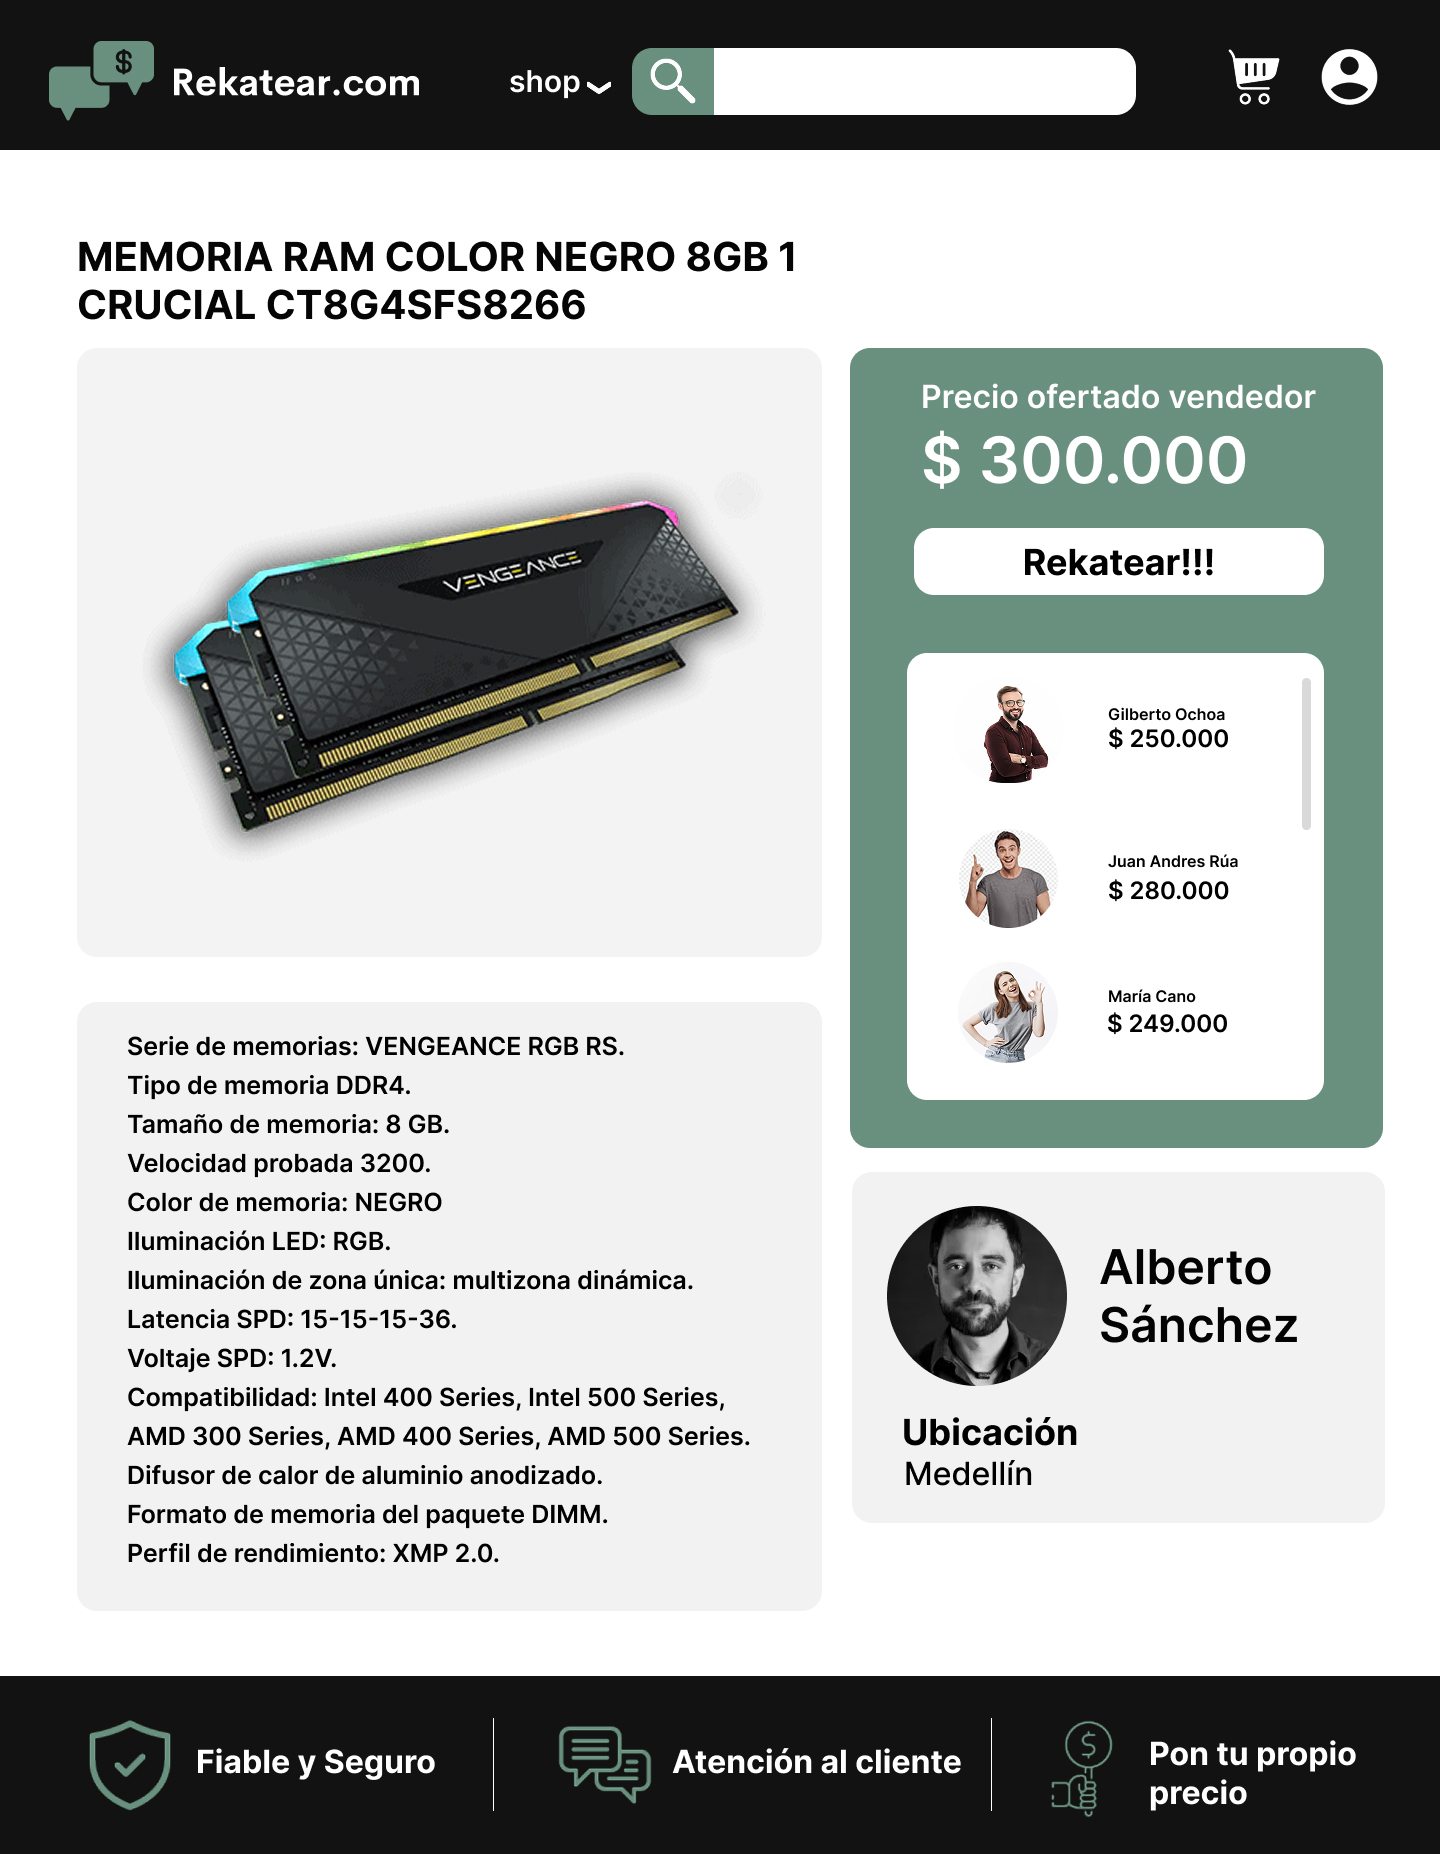 $
Rekatear.com
shop
MEMORIA RAM COLOR NEGRO 8GB 1
CRUCIAL CT8G4SFS8266
VENGEANCE
Precio ofertado vendedor
$ 300.000
Rekatear!!!
Gilberto Ochoa
$ 250.000
Juan Andres Rúa
$ 280.000
María Cano
$ 249.000
Serie de memorias: VENGEANCE RGB RS.
Tipo de memoria DDR4.
Tamaño de memoria: 8 GB.
Velocidad probada 3200.
Color de memoria: NEGRO
Iluminación LED: RGB.
Iluminación de zona única: multizona dinámica.
Latencia SPD: 15-15-15-36.
Voltaje SPD: 1.2V.
Compatibilidad: Intel 400 Series, Intel 500 Series,
AMD 300 Series, AMD 400 Series, AMD 500 Series.
Difusor de calor de aluminio anodizado.
Formato de memoria del paquete DIMM.
Perfil de rendimiento: XMP 2.0.
Alberto
Sánchez
Ubicación
Medellín
Fiable y Seguro
Atención al cliente
$
Pon tu propio
precio